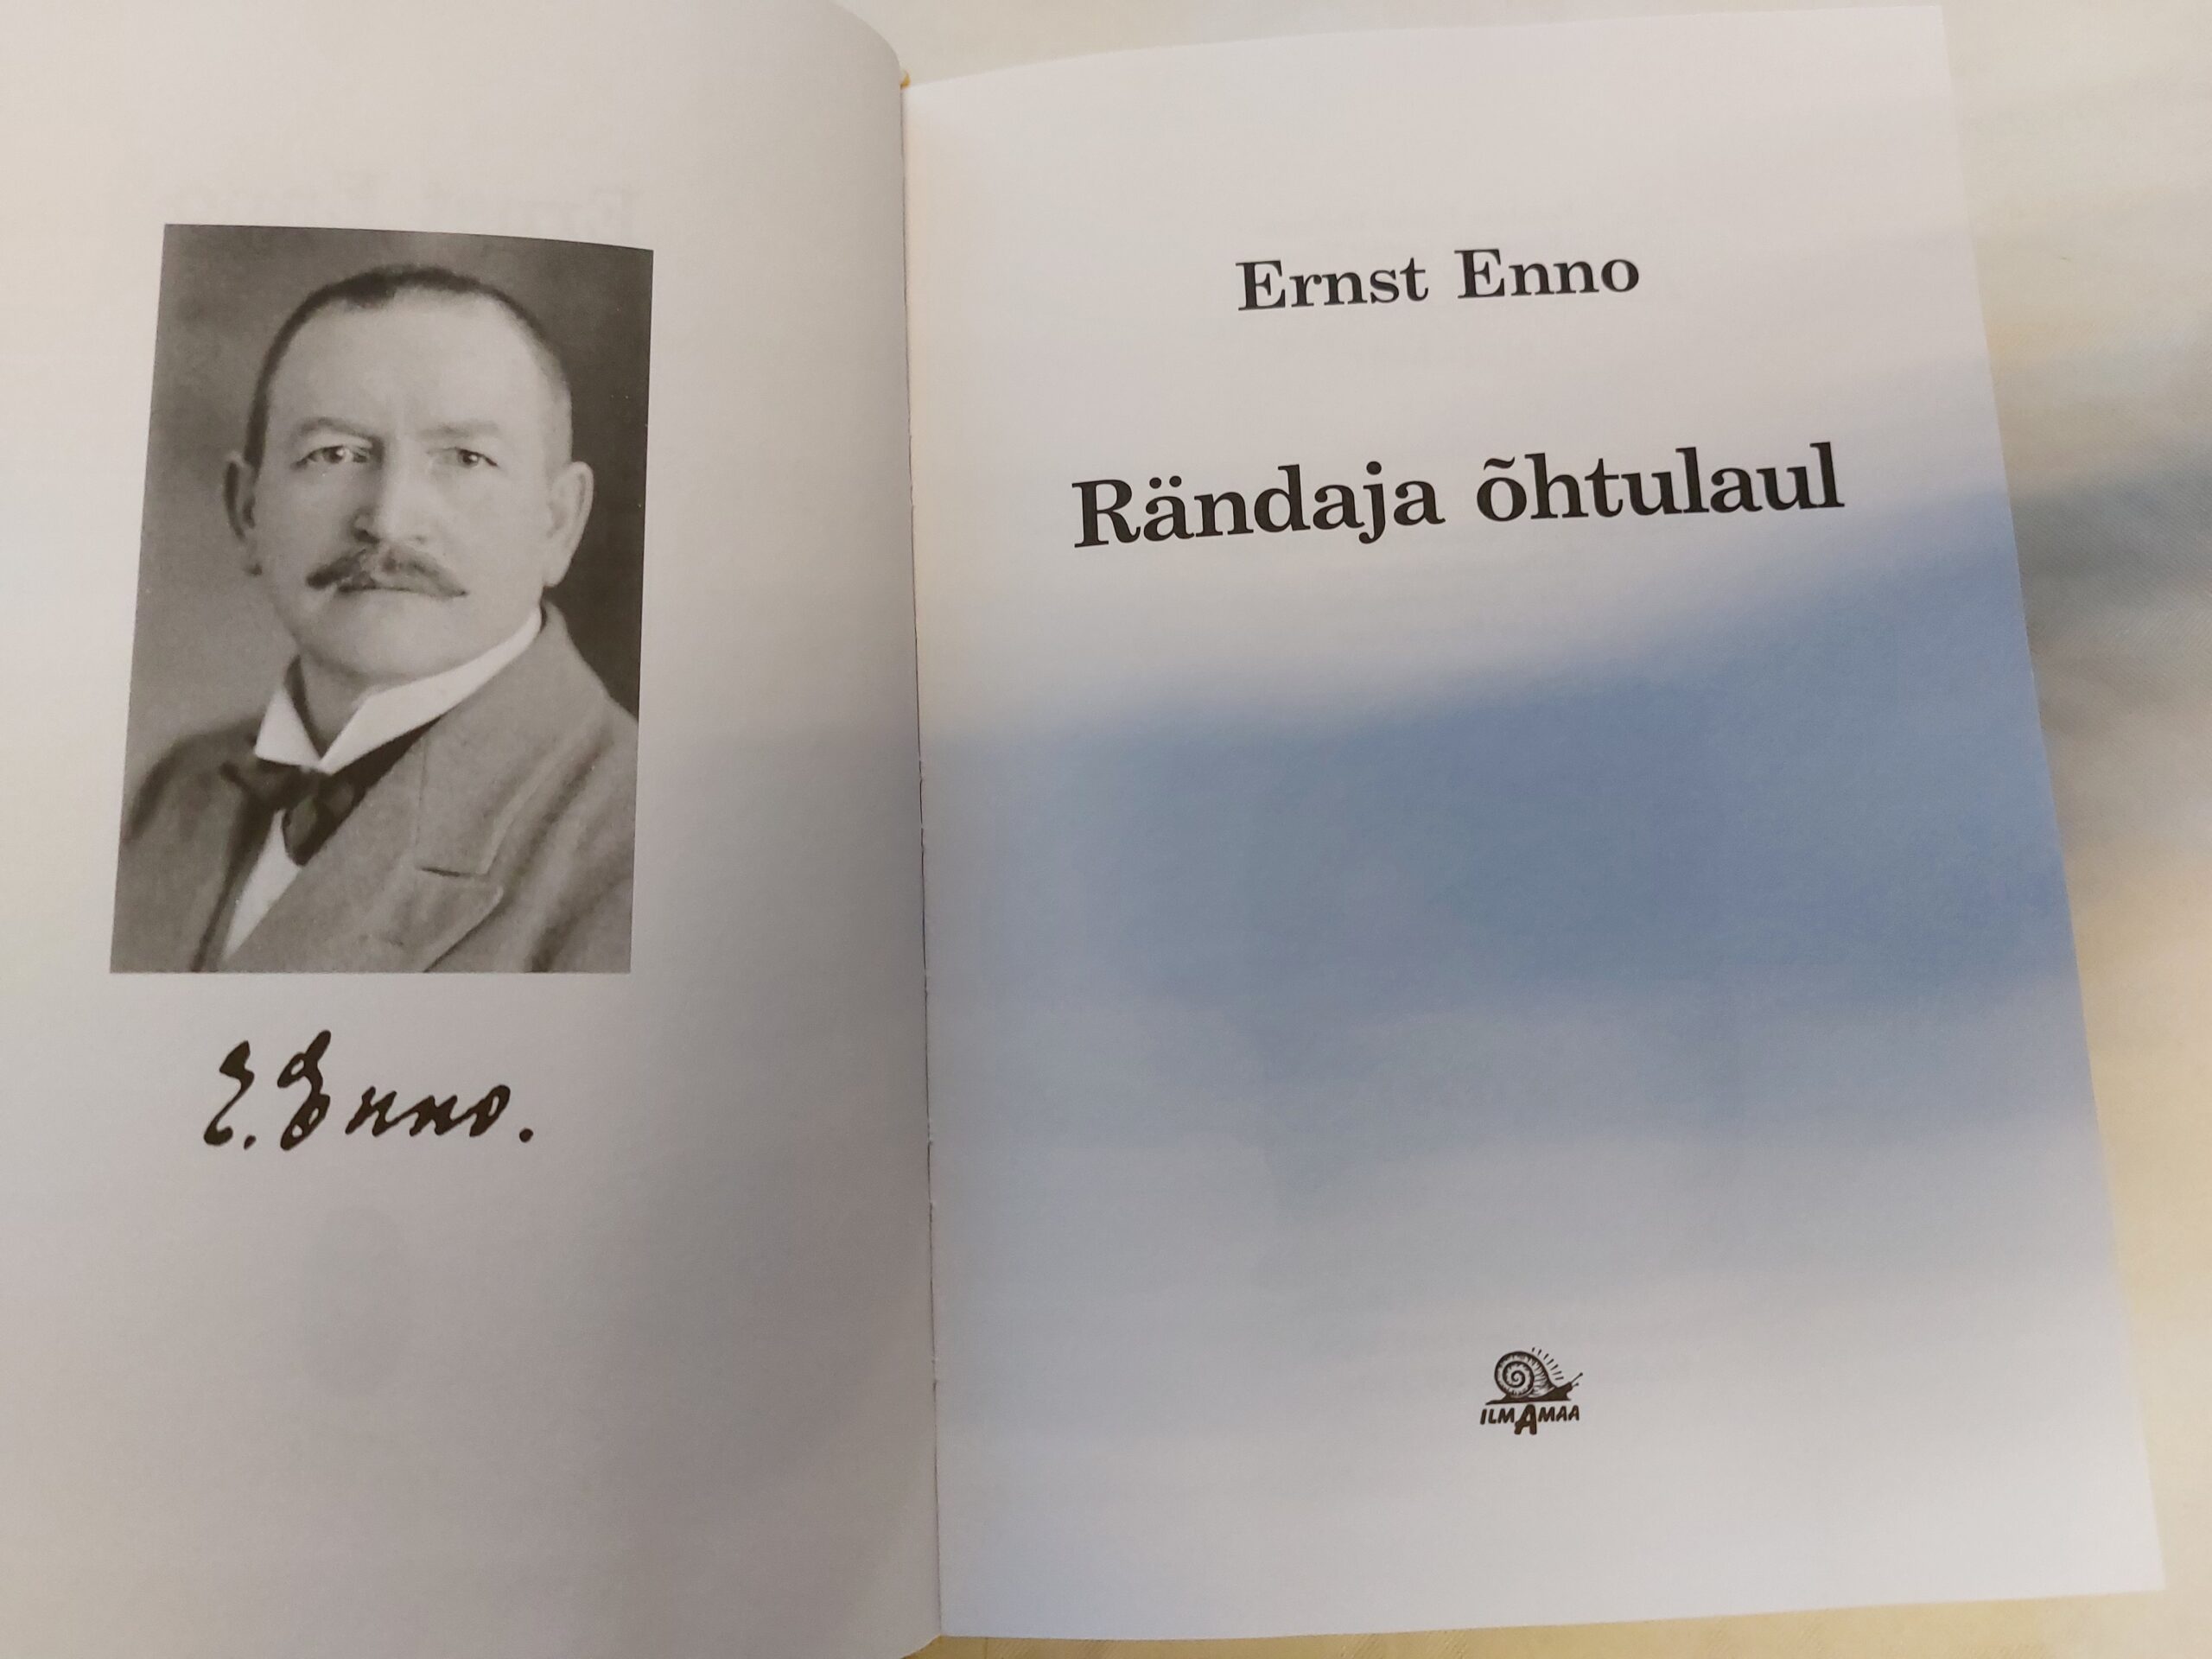 E. Enno.
Ernst Enno
Rändaja õhtulaul
ILMAMAA